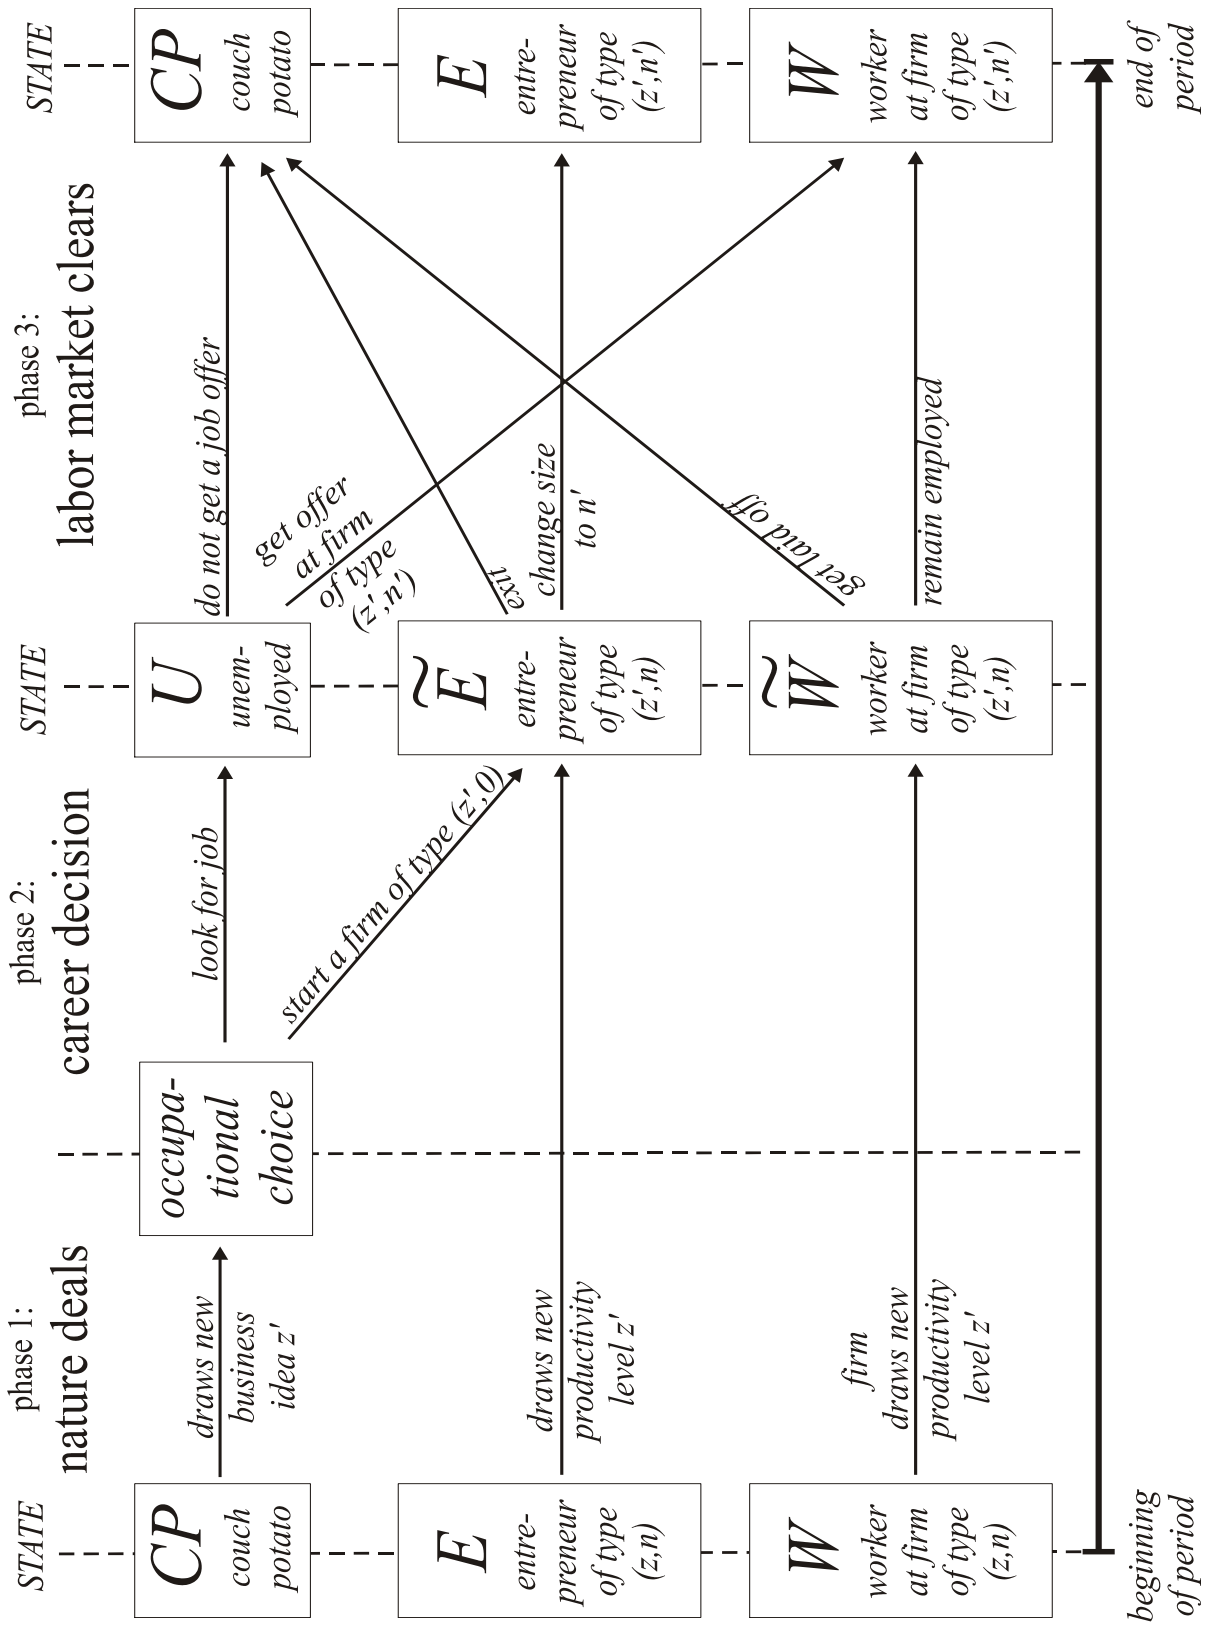 phase 1:
nature deals
phase 2:
career decision
phase 3:
labor market clears
STATE
STATE
STATE
CP
couch
potato
draws new
business
idea z'
occupa-
tional
choice
look for job
start a firm of type (z',0)
U
unem-
ployed
do not get a job offer
get offer
at firm
of type
(z',n')
CP
couch
potato
E
entre-
preneur
of type
(z,n)
draws new
productivity
level z'
Ẽ
entre-
preneur
of type
(z',n)
exit
change size
to n'
E
entre-
preneur
of type
(z',n')
W
worker
at firm
of type
(z,n)
firm
draws new
productivity
level z'
W̃
worker
at firm
of type
(z',n)
get laid off
remain employed
W
worker
at firm
of type
(z',n')
beginning
of period
end of
period